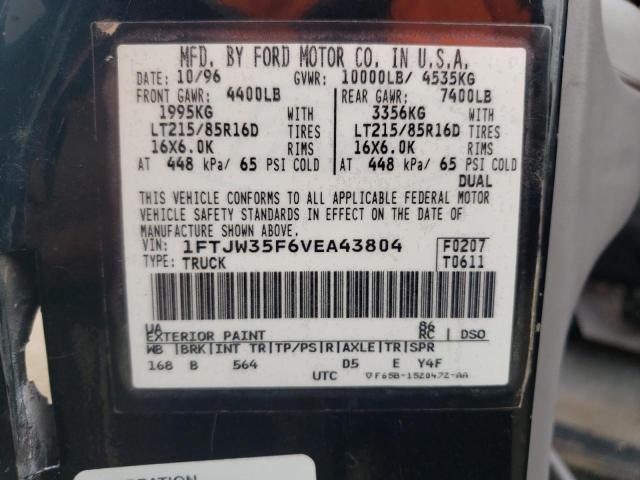 MFD. BY FORD MOTOR CO. IN U.S.A.
DATE: 10/96 GVWR: 10000LB/ 4535KG
FRONT GAWR: 4400LB REAR GAWR: 7400LB
1995KG WITH 3356KG WITH
LT215/85R16D TIRES LT215/85R16D TIRES
16X6.0K RIMS 16X6.0K RIMS
AT 448 kPa/ 65 PSI COLD AT 448 kPa/ 65 PSI COLD
DUAL
THIS VEHICLE CONFORMS TO ALL APPLICABLE FEDERAL MOTOR
VEHICLE SAFETY STANDARDS IN EFFECT ON THE DATE OF
MANUFACTURE SHOWN ABOVE.
VIN: 1FTJW35F6VEA43804 F0207
TYPE: TRUCK T0611
UA 86
EXTERIOR PAINT RC DSO
WB BRK INT TR TP/PS R AXLE TR SPR
168 B 564 D5 E Y4F
UTC F65B-1520472-AA